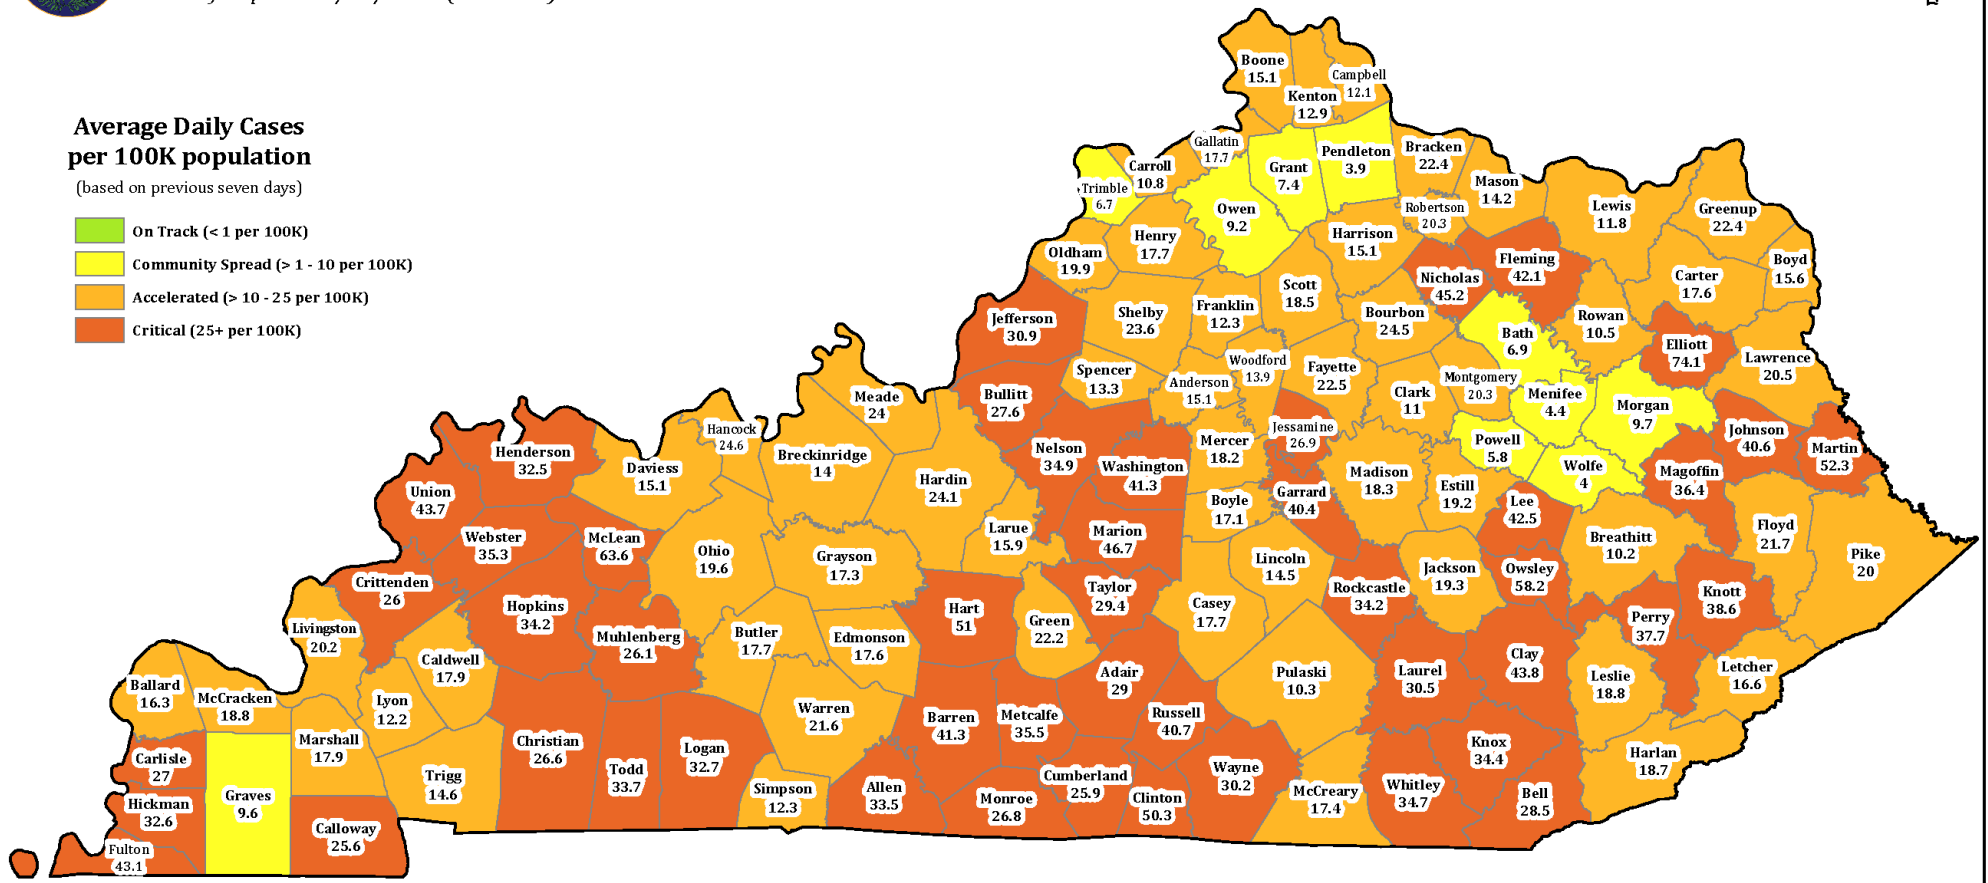 Average Daily Cases
per 100K population
(based on previous seven days)
On Track (< 1 per 100K)
Community Spread (> 1 - 10 per 100K)
Accelerated (> 10 - 25 per 100K)
Critical (25+ per 100K)
Boone
15.1
Kenton
12.9
Campbell
12.1
Gallatin
17.7
Carroll
10.8
Trimble
6.7
Grant
7.4
Pendleton
3.9
Bracken
22.4
Mason
14.2
Robertson
20.3
Lewis
11.8
Greenup
22.4
Boyd
15.6
Owen
9.2
Henry
17.7
Oldham
19.9
Harrison
15.1
Nicholas
45.2
Fleming
42.1
Carter
17.6
Scott
18.5
Franklin
12.3
Shelby
23.6
Jefferson
30.9
Bourbon
24.5
Bath
6.9
Rowan
10.5
Elliott
74.1
Lawrence
20.5
Spencer
13.3
Anderson
15.1
Woodford
13.9
Fayette
22.5
Clark
11
Montgomery
20.3
Menifee
4.4
Morgan
9.7
Bullitt
27.6
Meade
24
Hancock
24.6
Breckinridge
14
Daviess
15.1
Henderson
32.5
Union
43.7
Webster
35.3
McLean
63.6
Ohio
19.6
Grayson
17.3
Hardin
24.1
Larue
15.9
Nelson
34.9
Washington
41.3
Mercer
18.2
Jessamine
26.9
Garrard
40.4
Boyle
17.1
Madison
18.3
Estill
19.2
Powell
5.8
Wolfe
4
Lee
42.5
Magoffin
36.4
Johnson
40.6
Martin
52.3
Floyd
21.7
Pike
20
Breathitt
10.2
Knott
38.6
Perry
37.7
Owsley
58.2
Jackson
19.3
Rockcastle
34.2
Lincoln
14.5
Marion
46.7
Taylor
29.4
Casey
17.7
Green
22.2
Hart
51
Edmonson
17.6
Butler
17.7
Muhlenberg
26.1
Hopkins
34.2
Crittenden
26
Livingston
20.2
Caldwell
17.9
Lyon
12.2
Ballard
16.3
McCracken
18.8
Marshall
17.9
Carlisle
27
Hickman
32.6
Graves
9.6
Fulton
43.1
Calloway
25.6
Trigg
14.6
Christian
26.6
Todd
33.7
Logan
32.7
Warren
21.6
Simpson
12.3
Allen
33.5
Barren
41.3
Metcalfe
35.5
Monroe
26.8
Adair
29
Cumberland
25.9
Russell
40.7
Clinton
50.3
Wayne
30.2
Pulaski
10.3
McCreary
17.4
Laurel
30.5
Whitley
34.7
Clay
43.8
Knox
34.4
Bell
28.5
Leslie
18.8
Letcher
16.6
Harlan
18.7